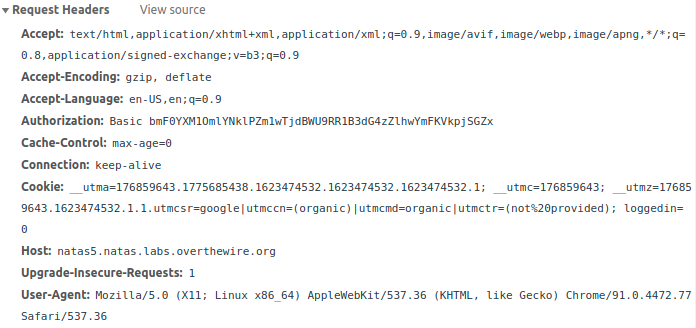 Request Headers View source
Accept: text/html,application/xhtml+xml,application/xml;q=0.9,image/avif,image/webp,image/apng,*/*;q=
0.8,application/signed-exchange;v=b3;q=0.9
Accept-Encoding: gzip, deflate
Accept-Language: en-US,en;q=0.9
Authorization: Basic bmF0YXM1OmlYNklPZm1wTjdBWU9RR1B3dG4zZlhwYmFKVkpjSGZx
Cache-Control: max-age=0
Connection: keep-alive
Cookie: __utma=176859643.1775685438.1623474532.1623474532.1623474532.1; __utmc=176859643; __utmz=17685
9643.1623474532.1.1.utmcsr=google|utmccn=(organic)|utmcmd=organic|utmctr=(not%20provided); loggedin=
0
Host: natas5.natas.labs.overthewire.org
Upgrade-Insecure-Requests: 1
User-Agent: Mozilla/5.0 (X11; Linux x86_64) AppleWebKit/537.36 (KHTML, like Gecko) Chrome/91.0.4472.77
Safari/537.36